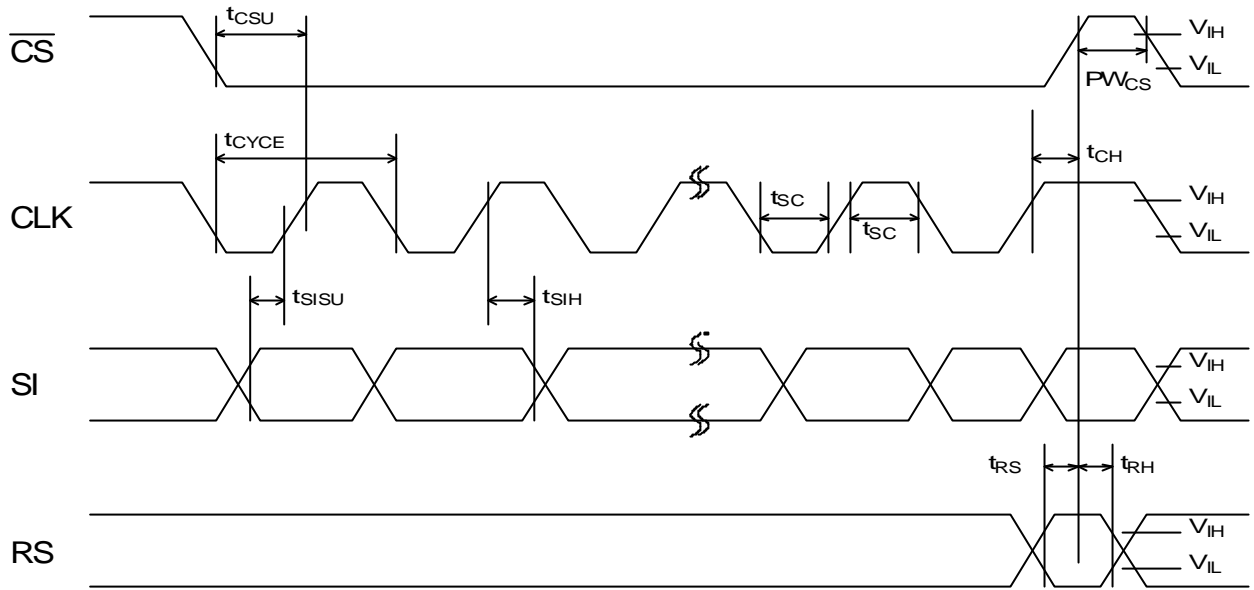 tCSU
CS
VIH
VIL
PWCS
tCYCE
tCH
CLK
VIH
tSC
tSC
VIL
tSISU
tSIH
SI
VIH
VIL
tRS
tRH
RS
VIH
VIL